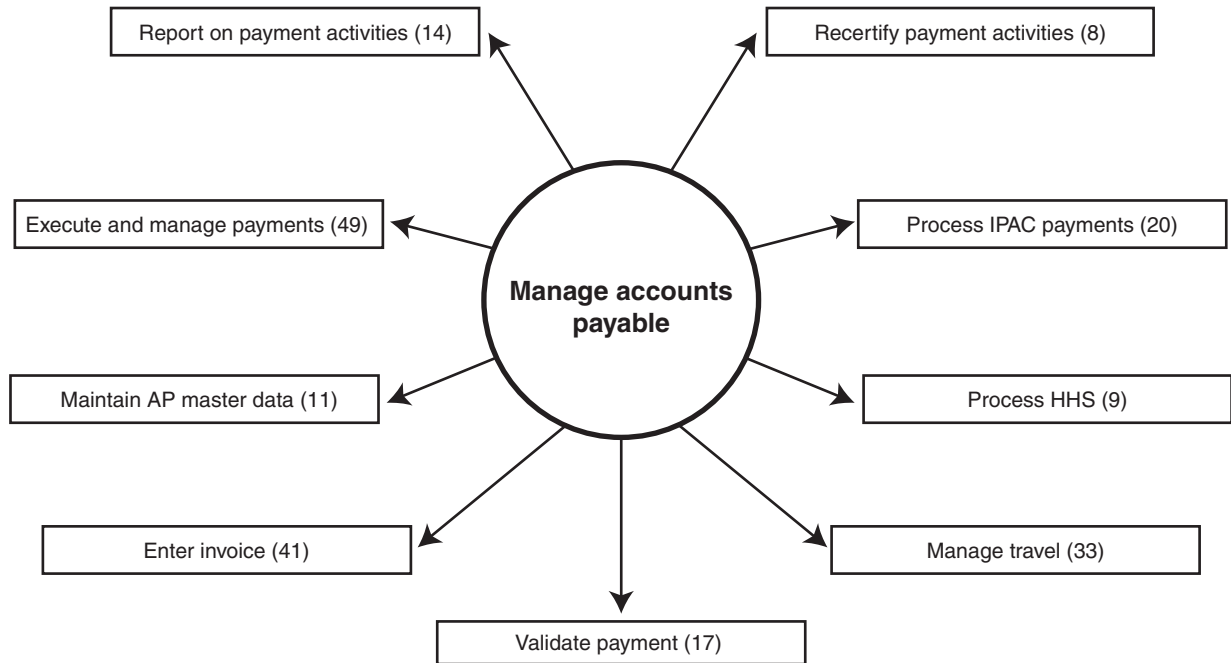 Report on payment activities (14)
Recertify payment activities (8)
Execute and manage payments (49)
Process IPAC payments (20)
Manage accounts
payable
Maintain AP master data (11)
Process HHS (9)
Enter invoice (41)
Manage travel (33)
Validate payment (17)